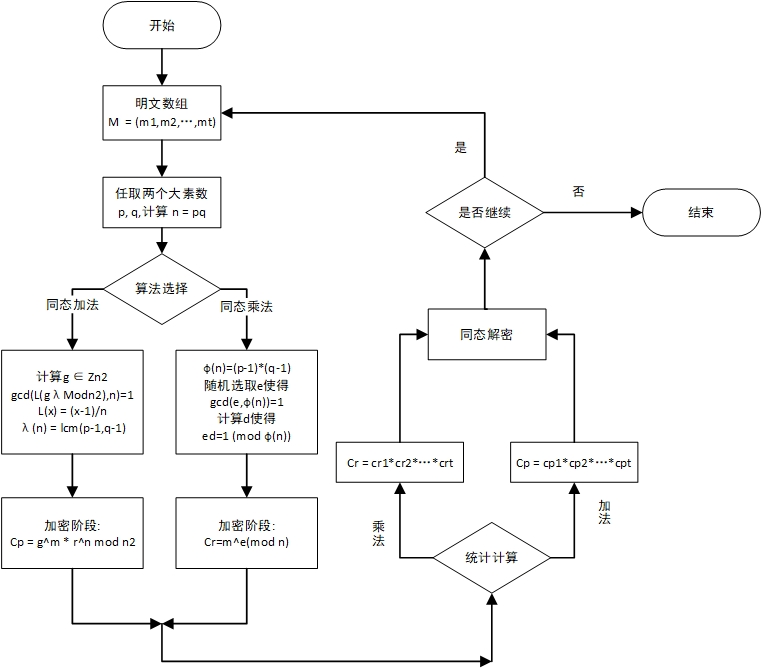 开始
明文数组
M = (m1,m2,…,mt)
任取两个大素数
p, q,计算 n = pq
算法选择
同态加法
同态乘法
计算g ∈ Zn2
gcd(L(g λ Modn2),n)=1
L(x) = (x-1)/n
λ (n) = lcm(p-1,q-1)
ϕ(n)=(p-1)*(q-1)
随机选取e使得
gcd(e,ϕ(n))=1
计算d使得
ed=1 (mod ϕ(n))
加密阶段:
Cp = g^m * r^n mod n2
加密阶段:
Cr=m^e(mod n)
统计计算
乘法
加法
Cr = cr1*cr2*…*crt
Cp = cp1*cp2*…*cpt
同态解密
是否继续
是
否
结束